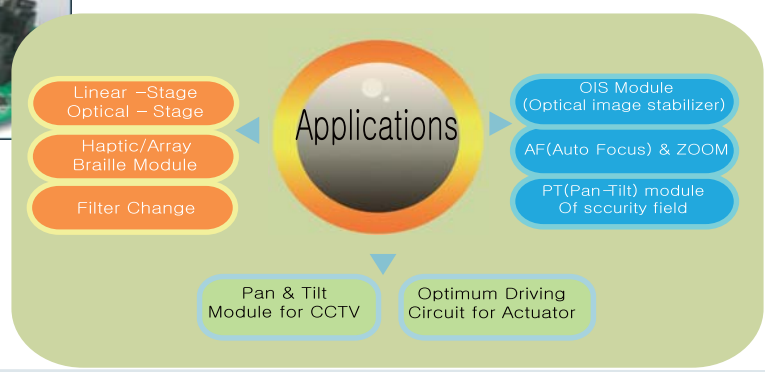 Applications
Linear -Stage
Optical - Stage
Haptic/Array
Braille Module
Filter Change
OIS Module
(Optical image stabilizer)
AF(Auto Focus) & ZOOM
PT(Pan-Tilt) module
Of sccurity field
Pan & Tilt
Module for CCTV
Optimum Driving
Circuit for Actuator